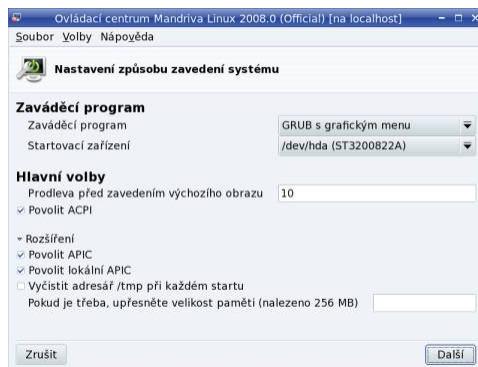 Ovládací centrum Mandriva Linux 2008.0 (Official) [na localhost]
Soubor Volby Nápověda
Nastavení způsobu zavedení systému
Zaváděcí program
Zaváděcí program GRUB s grafickým menu
Startovací zařízení /dev/hda (ST3200822A)
Hlavní volby
Prodleva před zavedením výchozího obrazu 10
Povolit ACPI
Rozšíření
Povolit APIC
Povolit lokální APIC
Vyčistit adresář /tmp při každém startu
Pokud je třeba, upřesněte velikost paměti (nalezeno 256 MB)
Zrušit Další